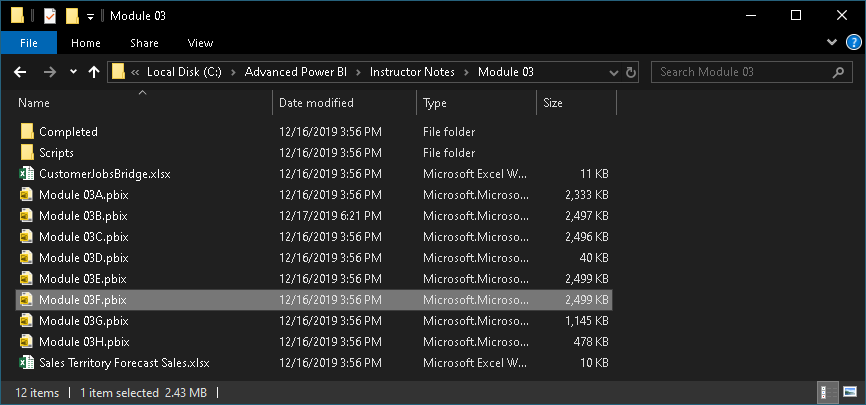 Module 03
File Home Share View
« Local Disk (C:) > Advanced Power BI > Instructor Notes > Module 03 Search Module 03
Name Date modified Type Size
Completed 12/16/2019 3:56 PM File folder
Scripts 12/16/2019 3:56 PM File folder
CustomerJobsBridge.xlsx 12/16/2019 3:56 PM Microsoft Excel W... 11 KB
Module 03A.pbix 12/16/2019 3:56 PM Microsoft.Microso... 2,333 KB
Module 03B.pbix 12/17/2019 6:21 PM Microsoft.Microso... 2,497 KB
Module 03C.pbix 12/16/2019 3:56 PM Microsoft.Microso... 2,496 KB
Module 03D.pbix 12/16/2019 3:56 PM Microsoft.Microso... 40 KB
Module 03E.pbix 12/16/2019 3:56 PM Microsoft.Microso... 2,499 KB
Module 03F.pbix 12/16/2019 3:56 PM Microsoft.Microso... 2,499 KB
Module 03G.pbix 12/16/2019 3:56 PM Microsoft.Microso... 1,145 KB
Module 03H.pbix 12/16/2019 3:56 PM Microsoft.Microso... 478 KB
Sales Territory Forecast Sales.xlsx 12/16/2019 3:56 PM Microsoft Excel W... 10 KB
12 items 1 item selected 2.43 MB